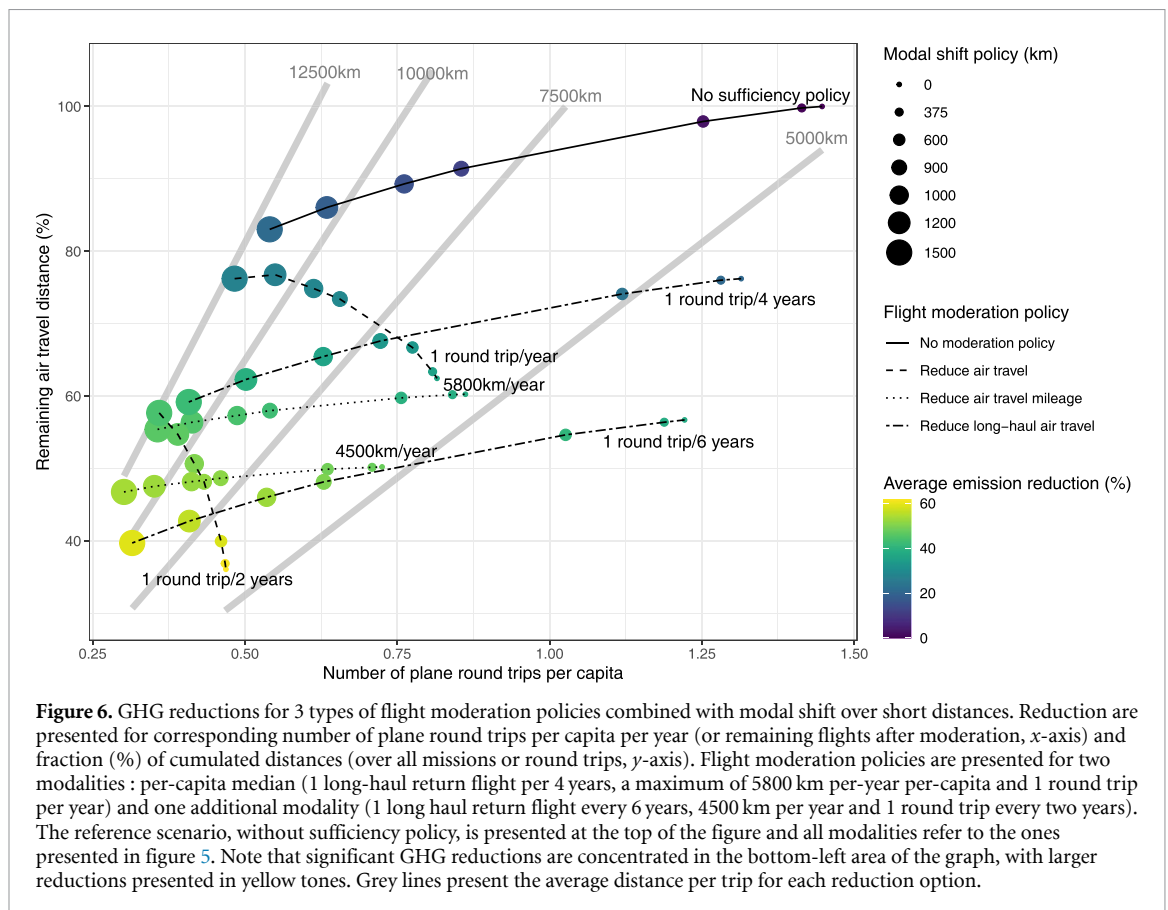 12500km
10000km
7500km
No sufficiency policy
5000km
1 round trip/4 years
1 round trip/year
5800km/year
1 round trip/6 years
4500km/year
1 round trip/2 years
100
80
60
40
Remaining air travel distance (%)
0.25
0.50
0.75
1.00
1.25
1.50
Number of plane round trips per capita
Modal shift policy (km)
0
375
600
900
1000
1200
1500
Flight moderation policy
No moderation policy
Reduce air travel
Reduce air travel mileage
Reduce long−haul air travel
Average emission reduction (%)
60
40
20
0
Figure 6. GHG reductions for 3 types of flight moderation policies combined with modal shift over short distances. Reduction are
presented for corresponding number of plane round trips per capita per year (or remaining flights after moderation, x-axis) and
fraction (%) of cumulated distances (over all missions or round trips, y-axis). Flight moderation policies are presented for two
modalities : per-capita median (1 long-haul return flight per 4 years, a maximum of 5800 km per-year per-capita and 1 round trip
per year) and one additional modality (1 long haul return flight every 6 years, 4500 km per year and 1 round trip every two years).
The reference scenario, without sufficiency policy, is presented at the top of the figure and all modalities refer to the ones
presented in figure 5. Note that significant GHG reductions are concentrated in the bottom-left area of the graph, with larger
reductions presented in yellow tones. Grey lines present the average distance per trip for each reduction option.